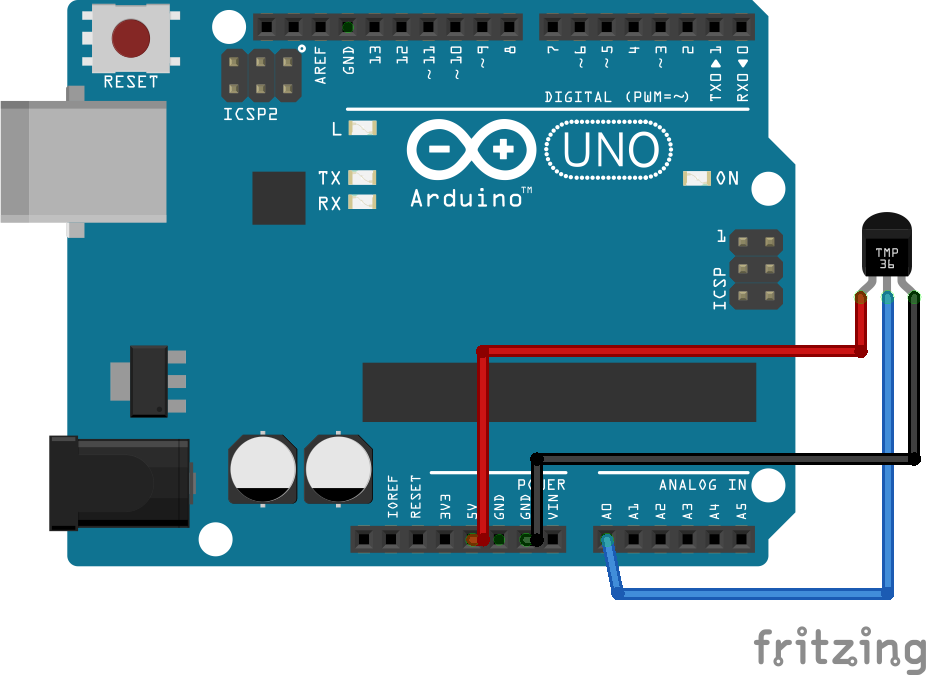 RESET
AREF
GND
13
12
~11
~10
~9
8
7
~6
~5
4
~3
2
TX0▶1
RX0◀0
ICSP2
DIGITAL (PWM=~)
L
TX
RX
UNO
ON
Arduino™
1
ICSP
TMP
36
POWER
ANALOG IN
IOREF
RESET
3V3
5V
GND
GND
VIN
A0
A1
A2
A3
A4
A5
fritzing